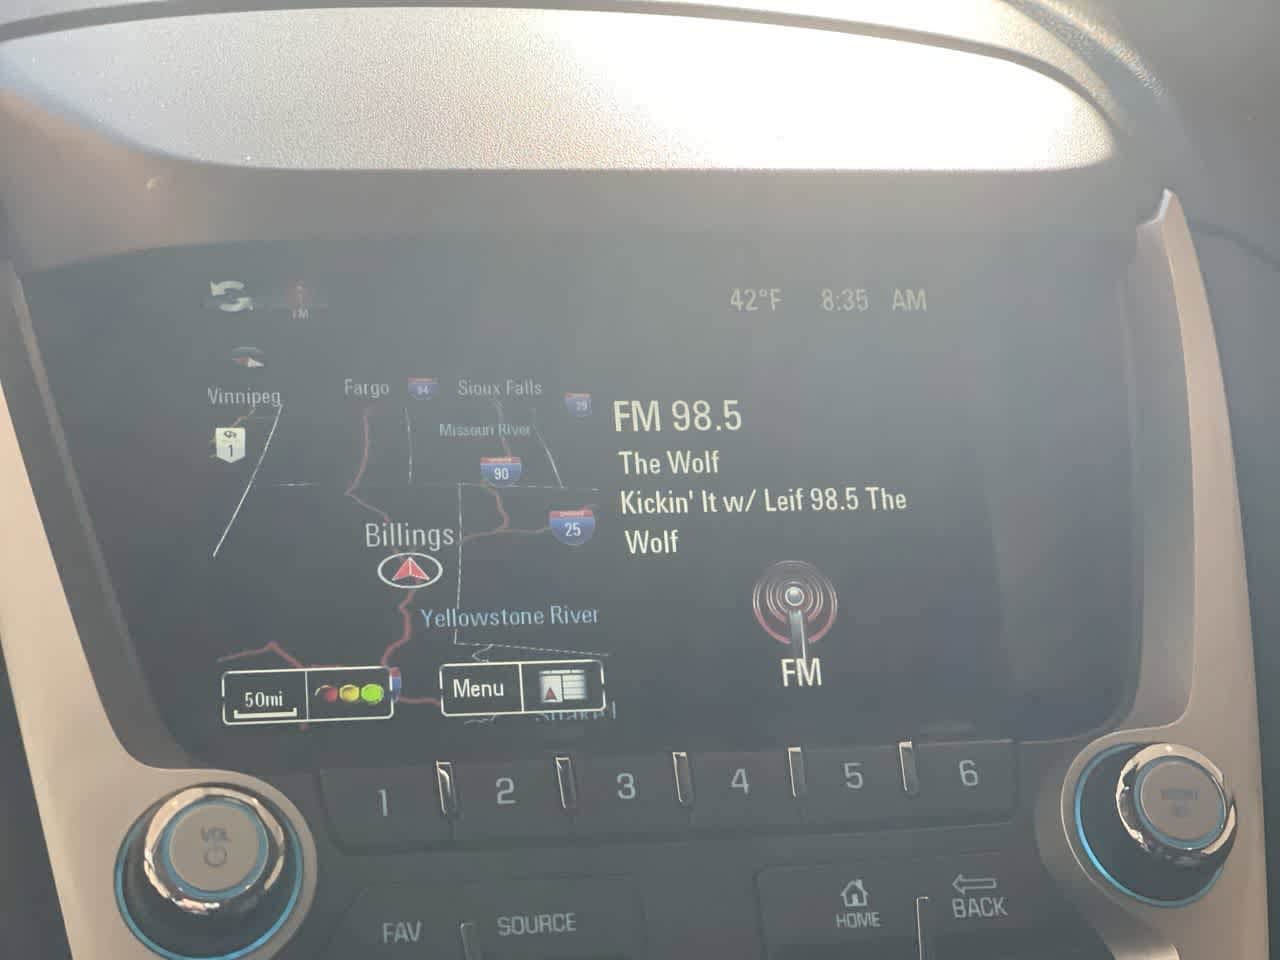 FM
42°F 8:35 AM
Vinnipeg
Fargo
94
Sioux Falls
29
Missouri River
1
90
25
Billings
Yellowstone River
50mi
Menu
FM 98.5
The Wolf
Kickin' It w/ Leif 98.5 The
Wolf
FM
1 2 3 4 5 6
VOL
FAV
SOURCE
HOME
BACK